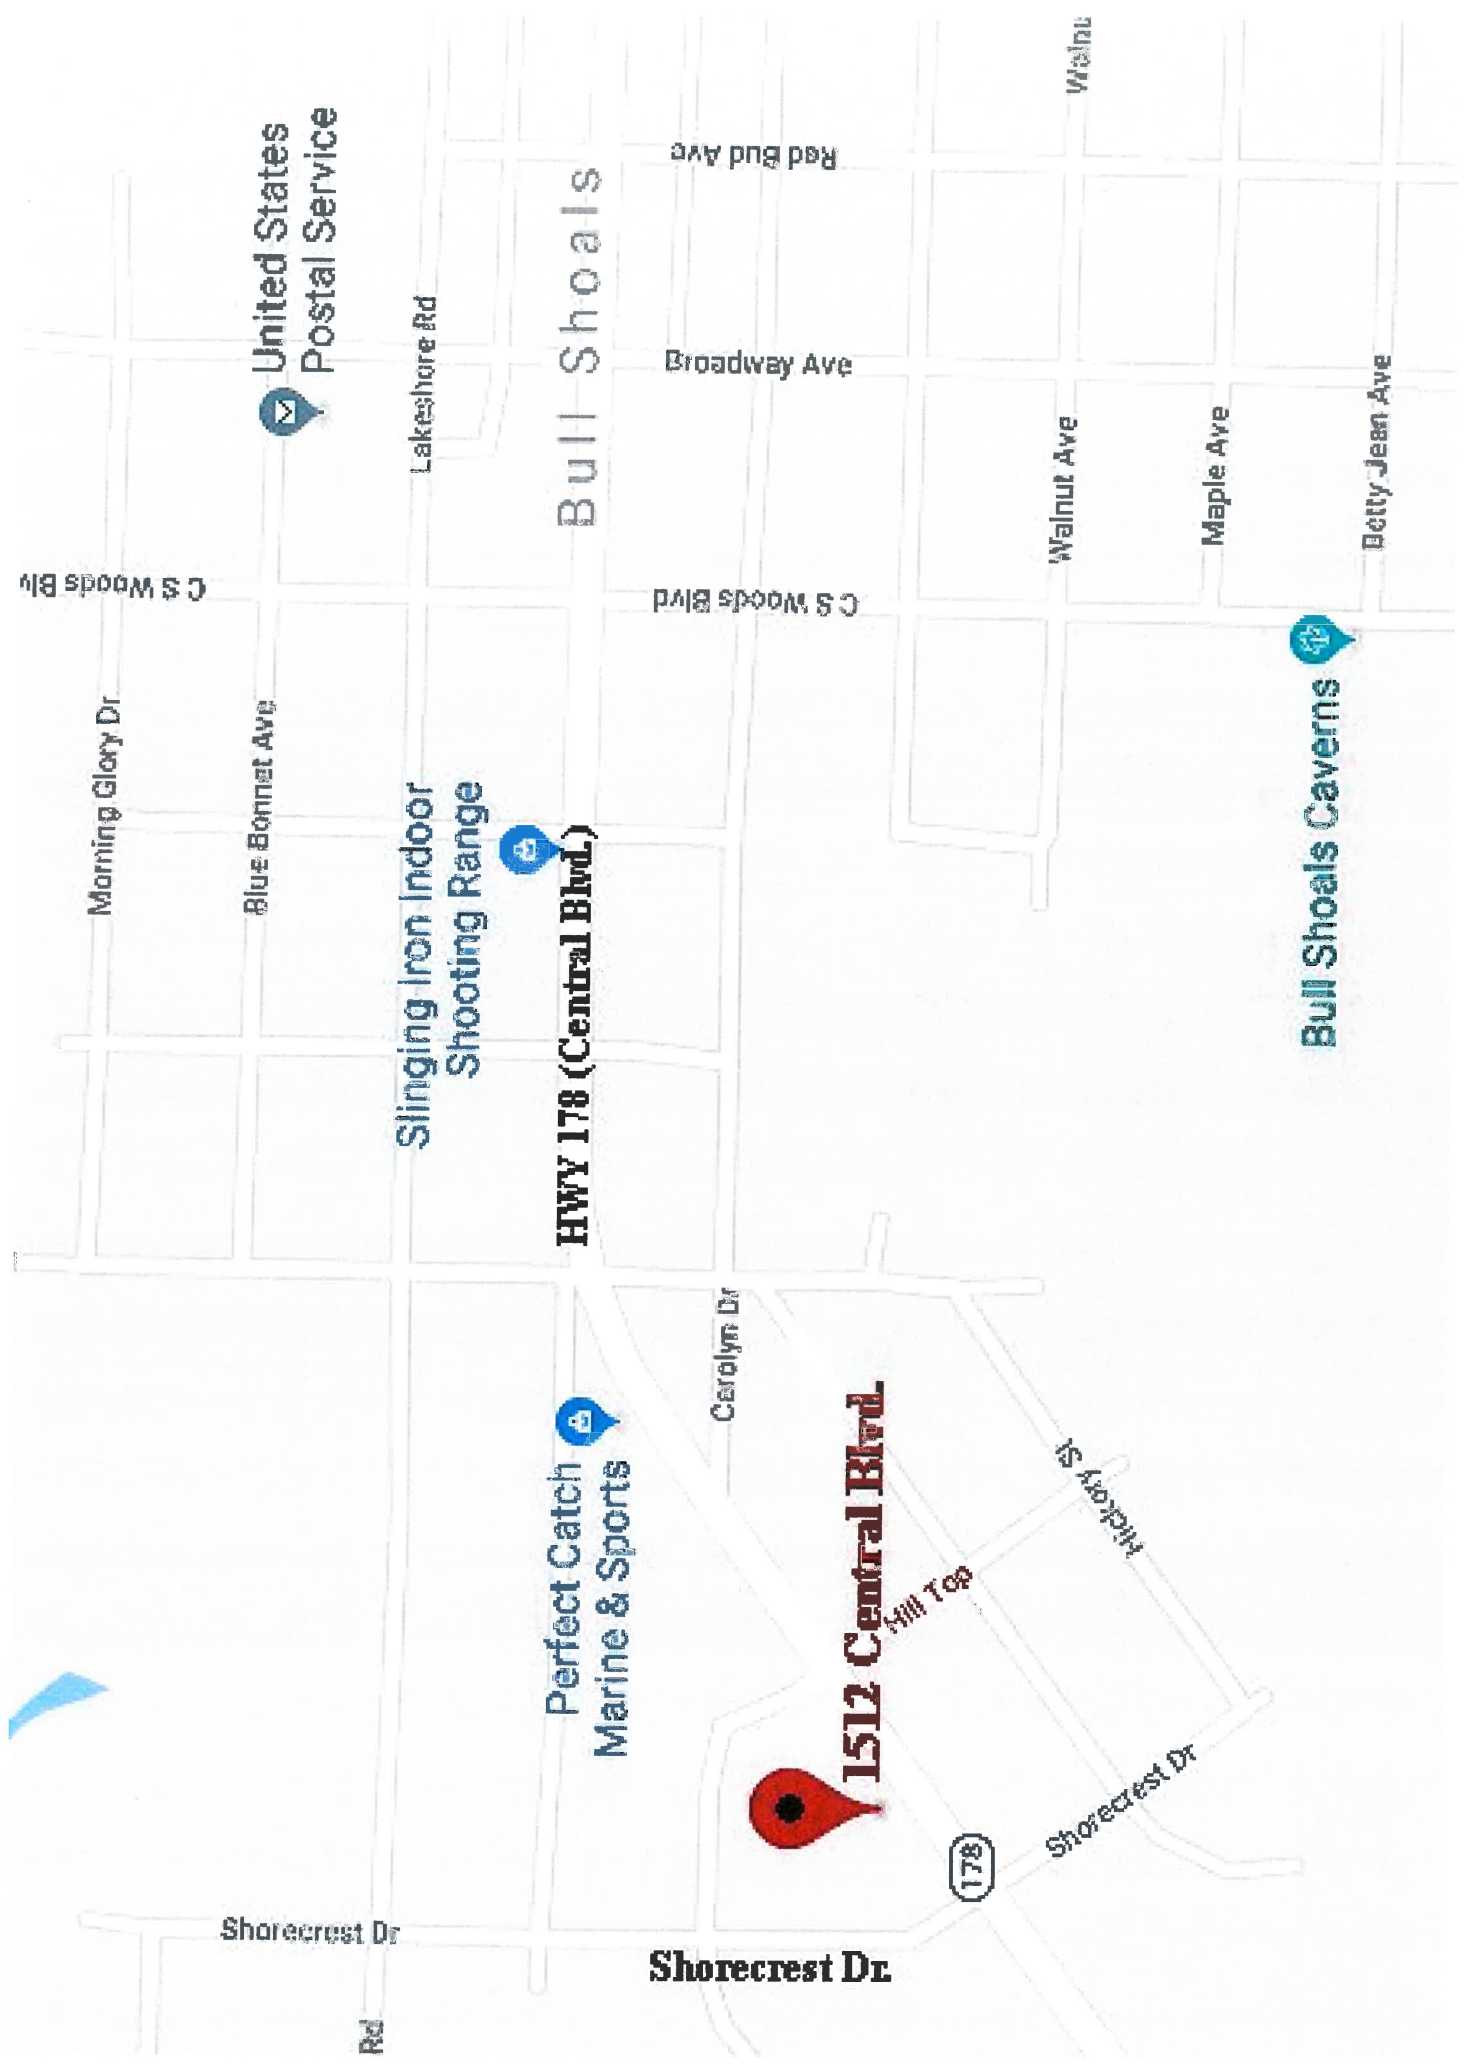 Morning Glory Dr
C S Woods Blv
Blue Bonnet Ave
United States
Postal Service
Lakeshore Rd
Slinging Iron Indoor
Shooting Range
Bull Shoals
HWY 178 (Central Blvd.)
Perfect Catch
Marine & Sports
Red Bud Ave
Broadway Ave
C S Woods Blvd
Carolyn Dr
1512 Central Blvd.
Hill Top
Hickory St
178
Shorecrest Dr
Shorecrest Dr
Shorecrest Dr.
Rd
Walnut Ave
Walnu
Maple Ave
Betty Jean Ave
Bull Shoals Caverns